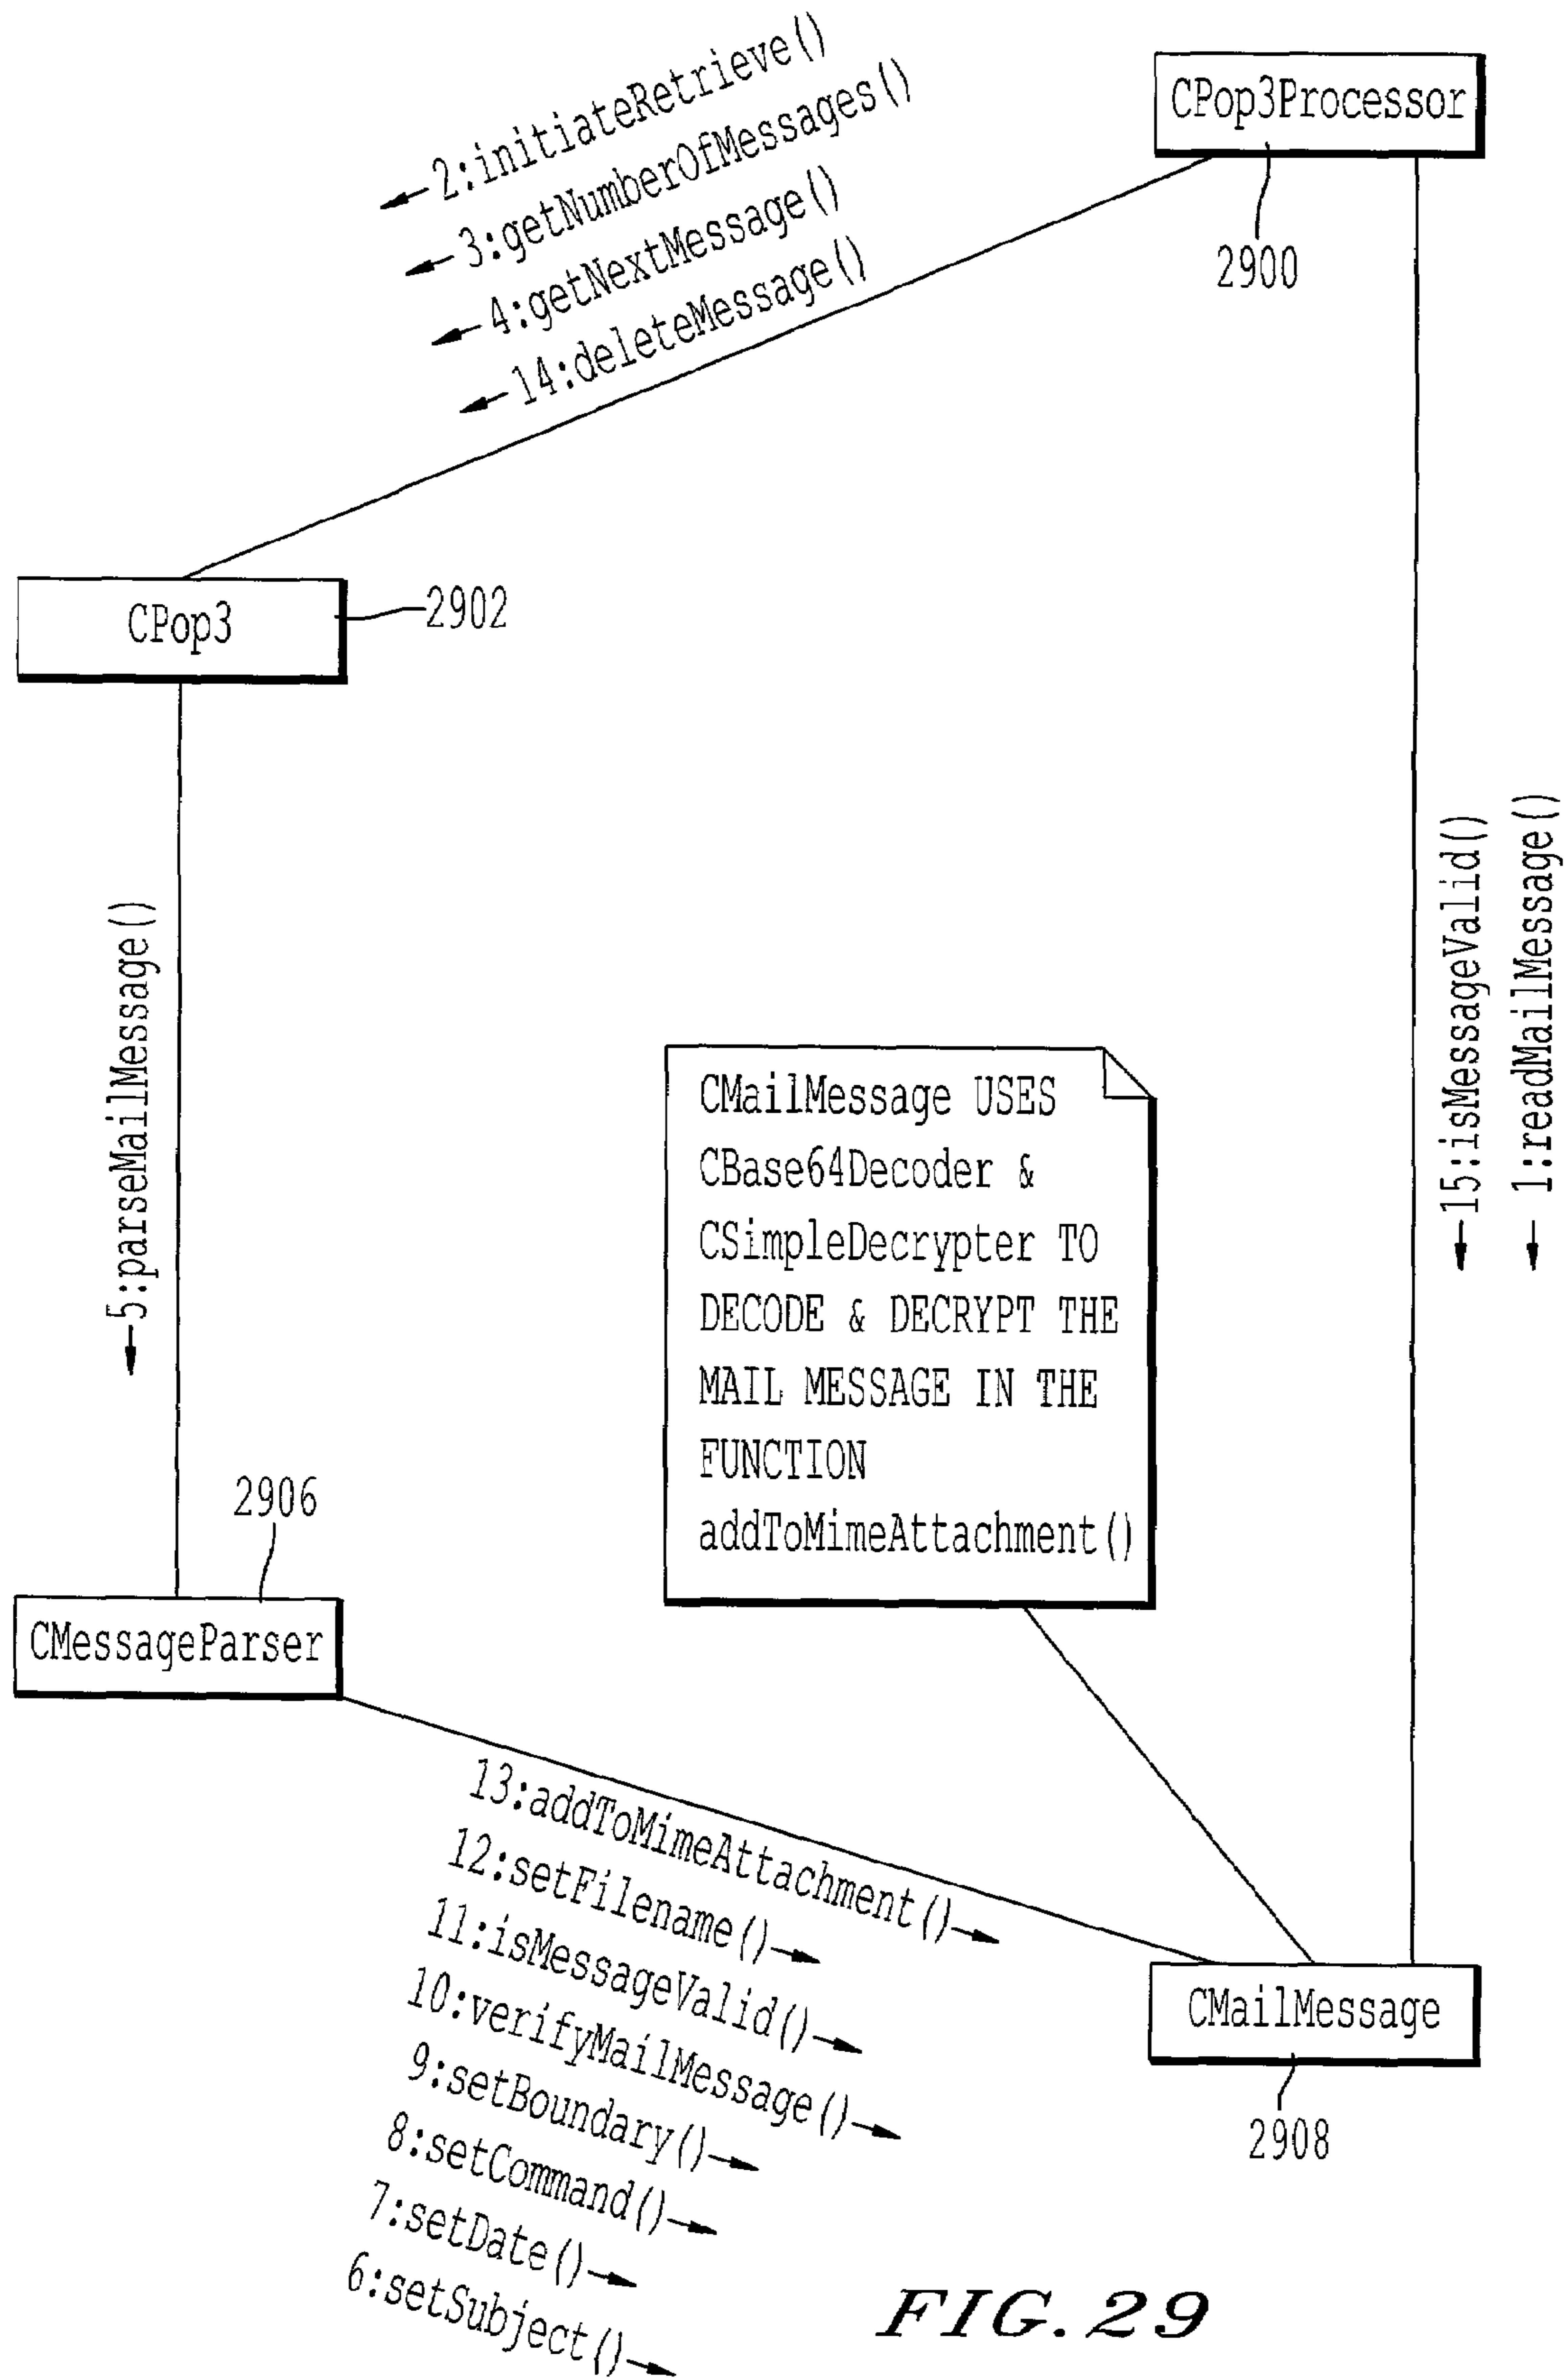 CPop3Processor
2900
2:initiateRetrieve()
3:getNumberOfMessages()
4:getNextMessage()
14:deleteMessage()
CPop3
2902
5:parseMailMessage()
15:isMessageValid()
1:readMailMessage()
CMailMessage USES
CBase64Decoder &
CSimpleDecrypter TO
DECODE & DECRYPT THE
MAIL MESSAGE IN THE
FUNCTION
addToMimeAttachment()
2906
CMessageParser
13:addToMimeAttachment()
12:setFilename()
11:isMessageValid()
10:verifyMailMessage()
9:setBoundary()
8:setCommand()
7:setDate()
6:setSubject()
CMailMessage
2908
FIG.29